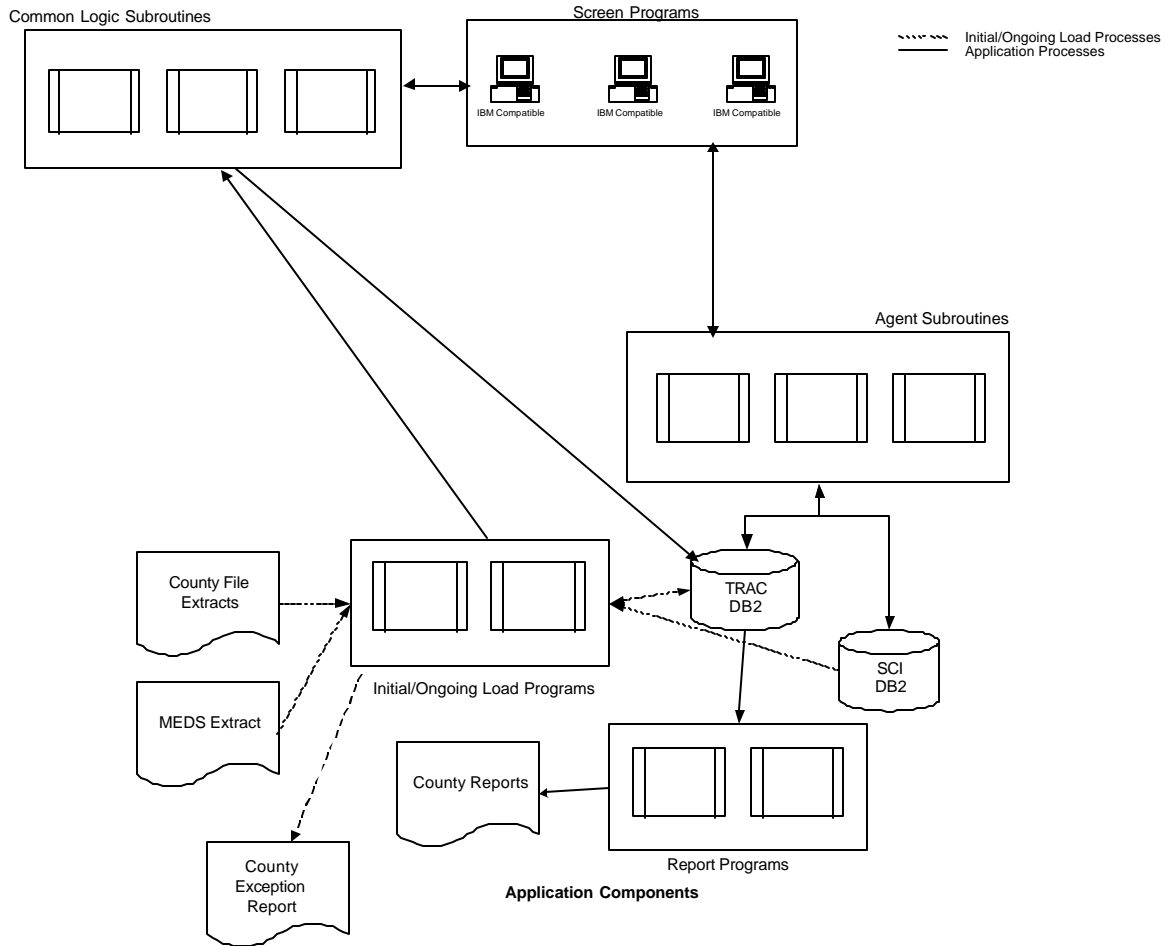 Common Logic Subroutines
Screen Programs
Initial/Ongoing Load Processes
Application Processes
IBM Compatible
IBM Compatible
IBM Compatible
Agent Subroutines
County File
Extracts
TRAC
DB2
SCI
DB2
Initial/Ongoing Load Programs
MEDS Extract
County Reports
Report Programs
County
Exception
Report
Application Components